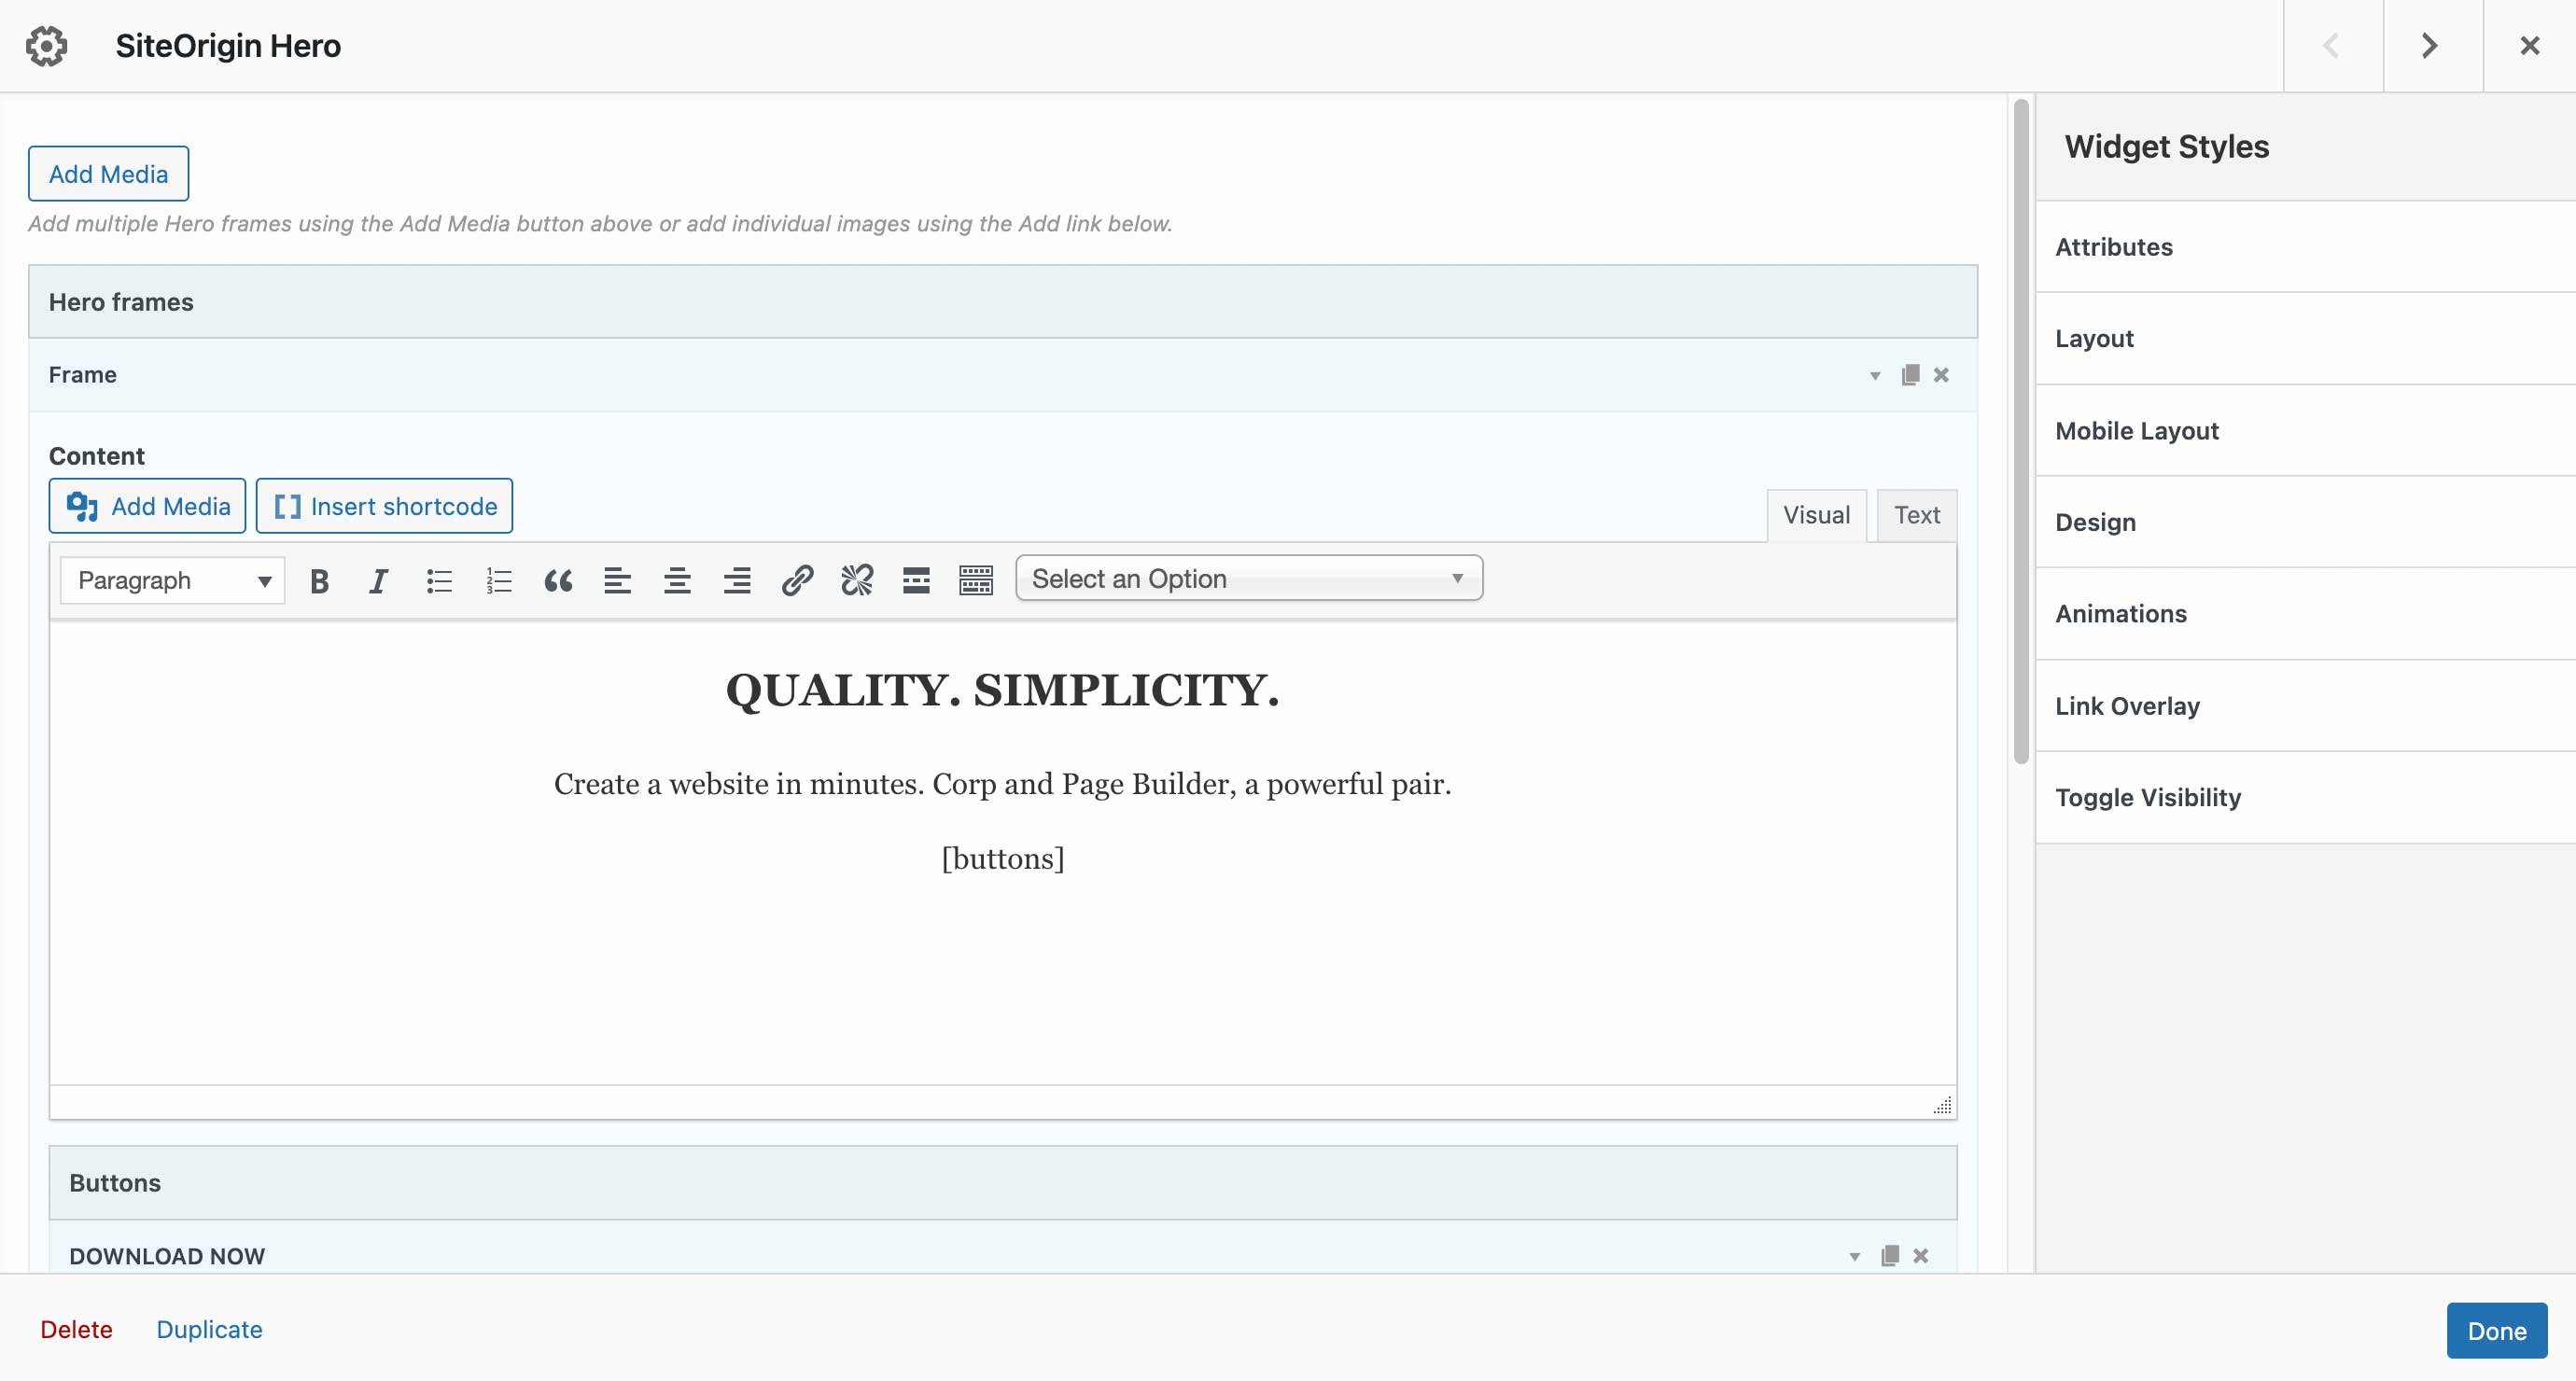 SiteOrigin Hero
Add Media
Add multiple Hero frames using the Add Media button above or add individual images using the Add link below.
Hero frames
Frame
Content
Add Media
Insert shortcode
Visual
Text
Paragraph
Select an Option
QUALITY. SIMPLICITY.
Create a website in minutes. Corp and Page Builder, a powerful pair.
[buttons]
Buttons
DOWNLOAD NOW
Widget Styles
Attributes
Layout
Mobile Layout
Design
Animations
Link Overlay
Toggle Visibility
Delete
Duplicate
Done